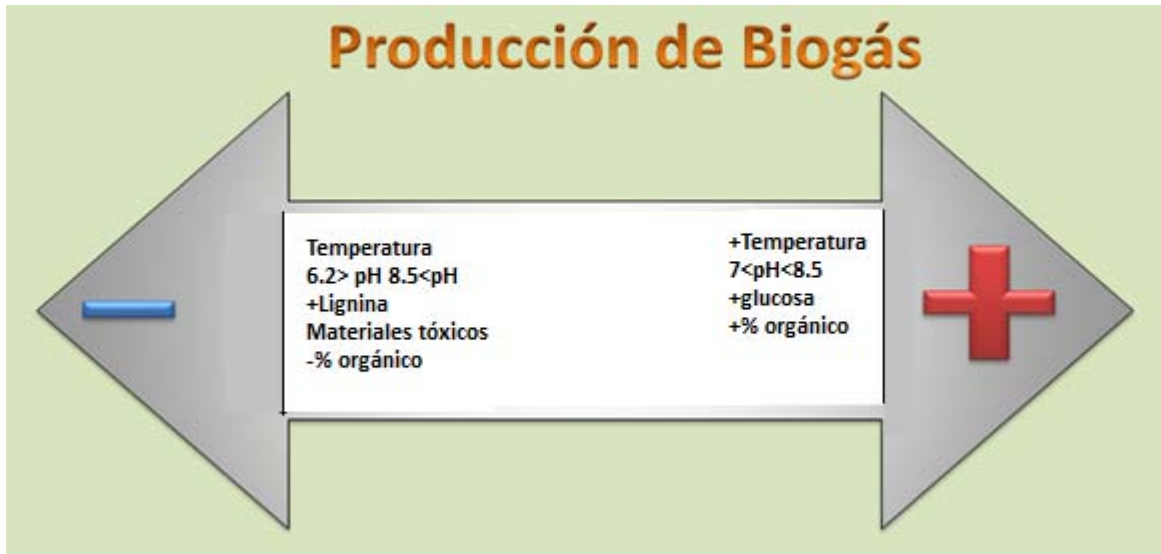 Producción de Biogás
Temperatura
6.2> pH 8.5<pH
+Lignina
Materiales tóxicos
-% orgánico
+Temperatura
7<pH<8.5
+glucosa
+% orgánico